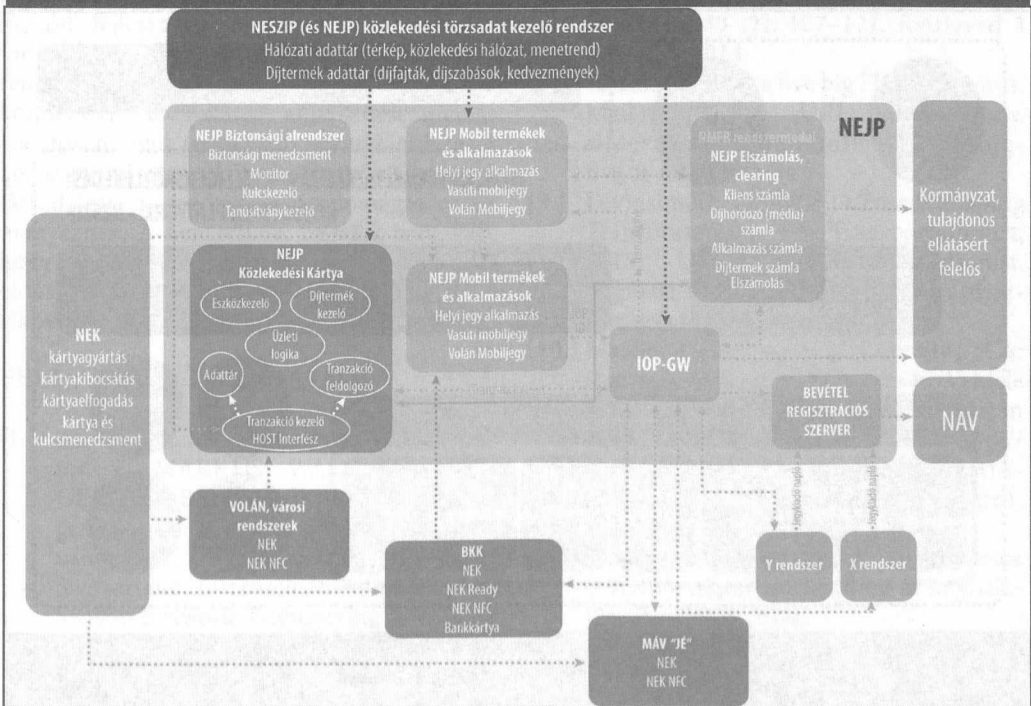 NESZIP (és NEJP) közlekedési törzsadat kezelő rendszer
Hálózati adattár (térkép, közlekedési hálózat, menetrend)
Díjtermék adattár (díjfajták, díjszabások, kedvezmények)
NEJP
NEJP Biztonsági alrendszer
Biztonsági menedzsment
Monitor
Kulcskezelő
Tanúsítványkezelő
NEJP Mobil termékek
és alkalmazások
Helyi jegy alkalmazás
Vasúti mobiljegy
Volán Mobiljegy
NEJP Elszámolás,
clearing
Kliens számla
Díjhordozó (média)
számla
Alkalmazás számla
Díjtermék számla
Elszámolás
Kormányzat,
tulajdonos
ellátásért
felelős
NEK
kártyagyártás
kártyakibocsátás
kártyaelfogadás
kártya és
kulcsmenedzsment
NEJP
Közlekedési Kártya
Eszközkezelő
Díjtermék
kezelő
Üzleti
logika
Adattár
Tranzakció
feldolgozó
Tranzakció kezelő
HOST Interfész
NEJP Mobil termékek
és alkalmazások
Helyi jegy alkalmazás
Vasúti mobiljegy
Volán Mobiljegy
IOP-GW
BEVÉTEL
REGISZTRÁCIÓS
SZERVER
NAV
VOLÁN, városi
rendszerek
NEK
NEK NFC
BKK
NEK
NEK Ready
NEK NFC
Bankkártya
Jegykiadó napló
Jegykiadó napló
Y rendszer
X rendszer
MÁV "JÉ"
NEK
NEK NFC